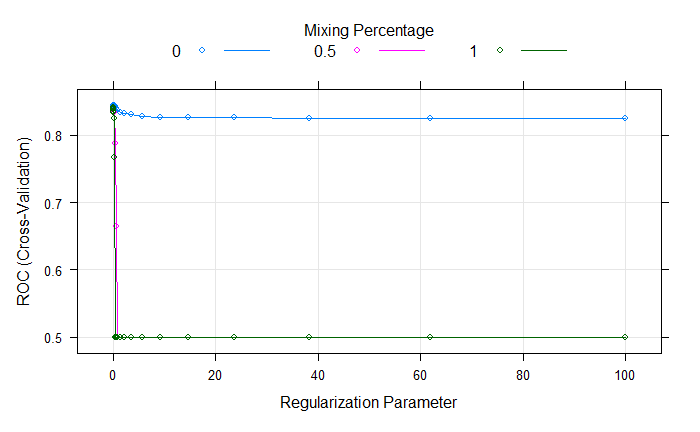 Mixing Percentage
0 0.5 1
ROC (Cross-Validation)
0.8
0.7
0.6
0.5
0 20 40 60 80 100
Regularization Parameter